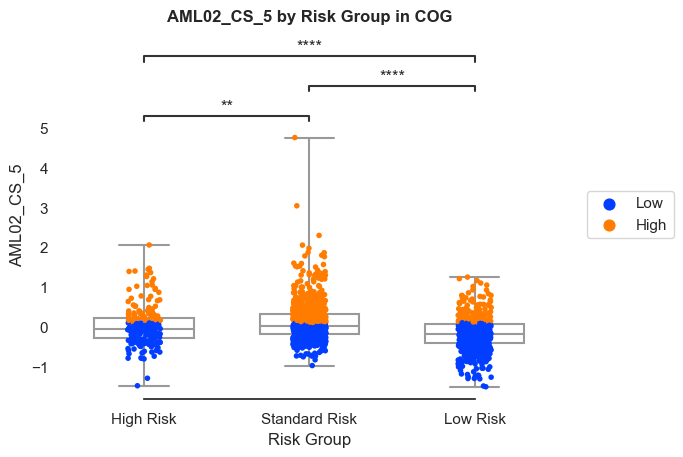 AML02_CS_5 by Risk Group in COG
****
****
**
5
4
3
2
1
0
−1
AML02_CS_5
Low
High
High Risk
Standard Risk
Low Risk
Risk Group